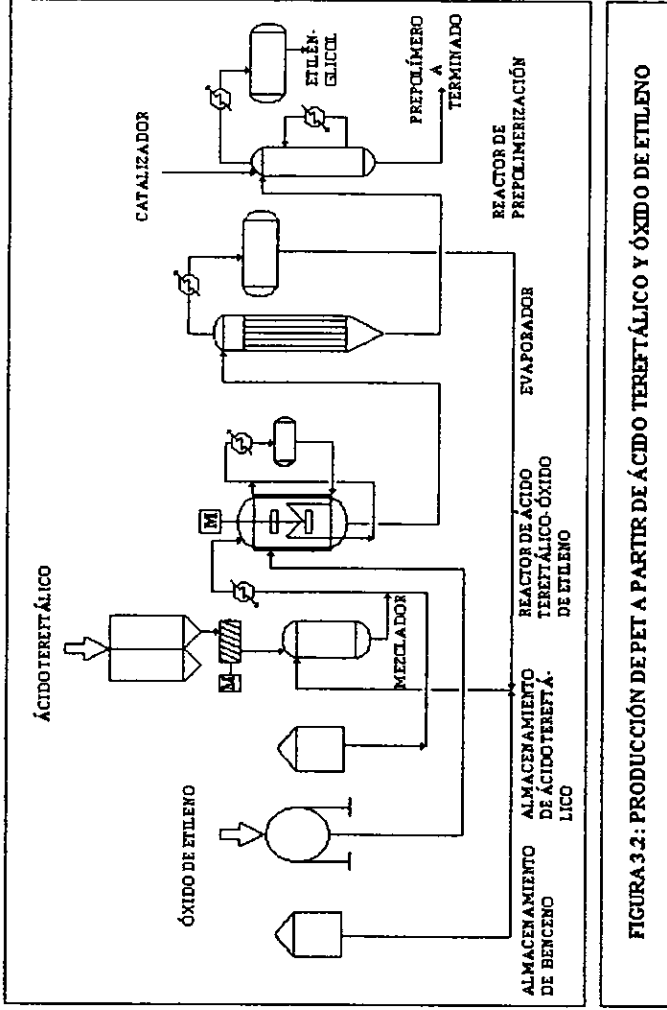 ÁCIDO TEREFTÁLICO
ÓXIDO DE ETILENO
CATALIZADOR
ETILÉN-
GLICOL
PREPOLÍMERO
A
TERMINADO
M
M
MEZCLADOR
ALMACENAMIENTO
DE BENCENO
ALMACENAMIENTO
DE ÁCIDO TEREFTÁ-
LICO
REACTOR DE ÁCIDO
TEREFTÁLICO-ÓXIDO
DE ETILENO
EVAPORADOR
REACTOR DE
PREPOLIMERIZACIÓN
FIGURA 3.2: PRODUCCIÓN DE PET A PARTIR DE ÁCIDO TEREFTÁLICO Y ÓXIDO DE ETILENO